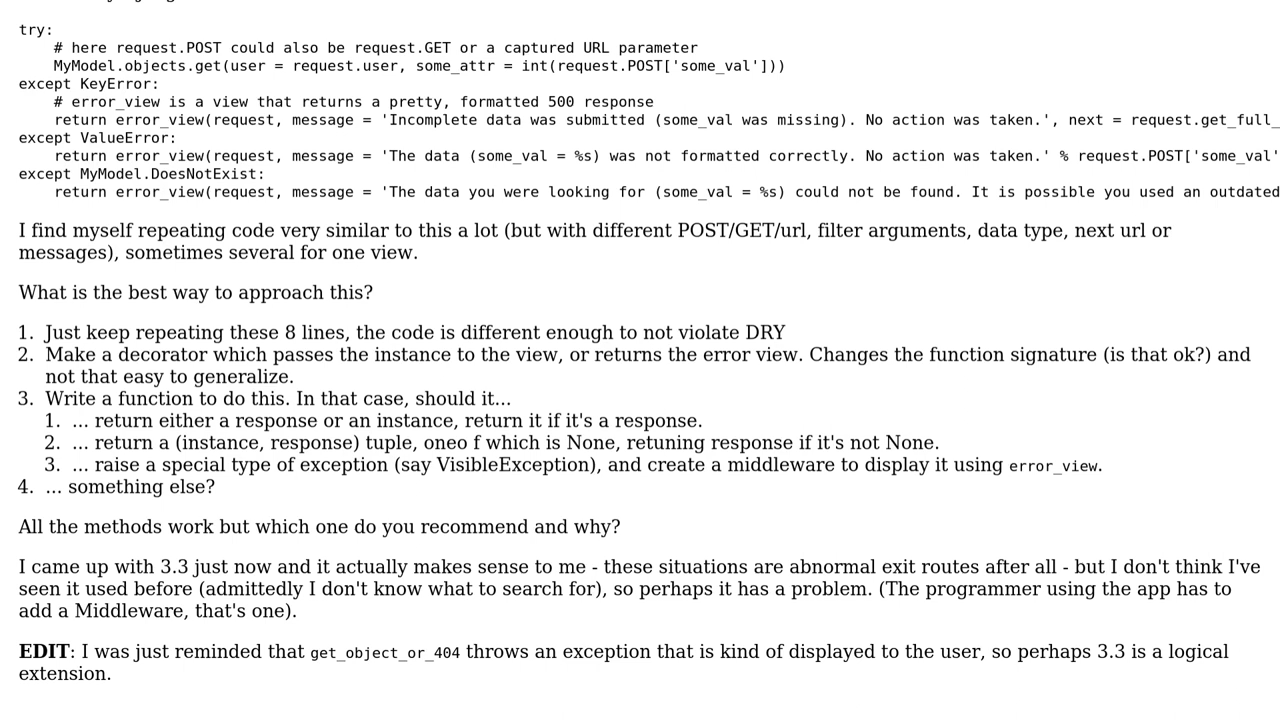 try:
    # here request.POST could also be request.GET or a captured URL parameter
    MyModel.objects.get(user = request.user, some_attr = int(request.POST['some_val']))
except KeyError:
    # error_view is a view that returns a pretty, formatted 500 response
    return error_view(request, message = 'Incomplete data was submitted (some_val was missing). No action was taken.', next = request.get_full_
except ValueError:
    return error_view(request, message = 'The data (some_val = %s) was not formatted correctly. No action was taken.' % request.POST['some_val'
except MyModel.DoesNotExist:
    return error_view(request, message = 'The data you were looking for (some_val = %s) could not be found. It is possible you used an outdated
I find myself repeating code very similar to this a lot (but with different POST/GET/url, filter arguments, data type, next url or
messages), sometimes several for one view.
What is the best way to approach this?
1. Just keep repeating these 8 lines, the code is different enough to not violate DRY
2. Make a decorator which passes the instance to the view, or returns the error view. Changes the function signature (is that ok?) and
not that easy to generalize.
3. Write a function to do this. In that case, should it...
1. ... return either a response or an instance, return it if it's a response.
2. ... return a (instance, response) tuple, oneo f which is None, retuning response if it's not None.
3. ... raise a special type of exception (say VisibleException), and create a middleware to display it using error_view.
4. ... something else?
All the methods work but which one do you recommend and why?
I came up with 3.3 just now and it actually makes sense to me - these situations are abnormal exit routes after all - but I don't think I've
seen it used before (admittedly I don't know what to search for), so perhaps it has a problem. (The programmer using the app has to
add a Middleware, that's one).
EDIT: I was just reminded that get_object_or_404 throws an exception that is kind of displayed to the user, so perhaps 3.3 is a logical
extension.